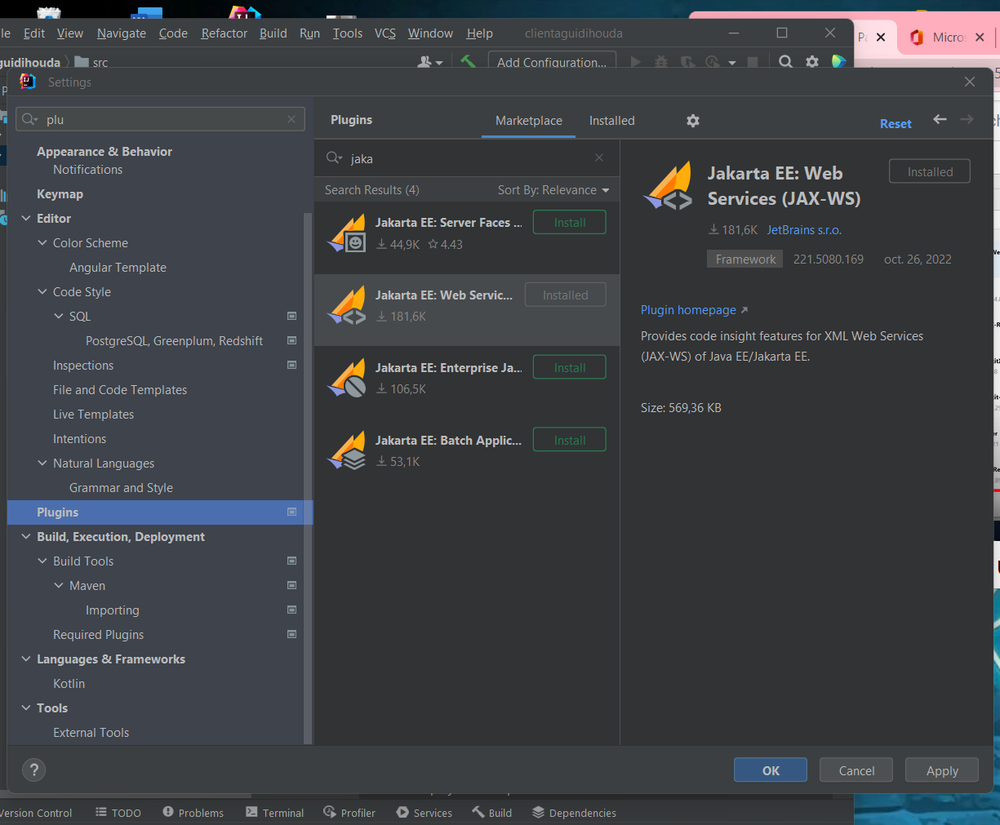 Edit View Navigate Code Refactor Build Run Tools VCS Window Help clientaguidihouda
guidihouda src Add Configuration...
Micro
Settings
plu
Appearance & Behavior
Notifications
Keymap
Editor
Color Scheme
Angular Template
Code Style
SQL
PostgreSQL, Greenplum, Redshift
Inspections
File and Code Templates
Live Templates
Intentions
Natural Languages
Grammar and Style
Plugins
Build, Execution, Deployment
Build Tools
Maven
Importing
Required Plugins
Languages & Frameworks
Kotlin
Tools
External Tools
Plugins Marketplace Installed Reset
jaka
Search Results (4) Sort By: Relevance
Jakarta EE: Server Faces ... Install
44,9K 4.43
Jakarta EE: Web Servic... Installed
181,6K
Jakarta EE: Enterprise Ja... Install
106,5K
Jakarta EE: Batch Applic... Install
53,1K
Jakarta EE: Web Services (JAX-WS) Installed
181,6K JetBrains s.r.o.
Framework 221.5080.169 oct. 26, 2022
Plugin homepage
Provides code insight features for XML Web Services
(JAX-WS) of Java EE/Jakarta EE.
Size: 569,36 KB
? OK Cancel Apply
Version Control TODO Problems Terminal Profiler Services Build Dependencies